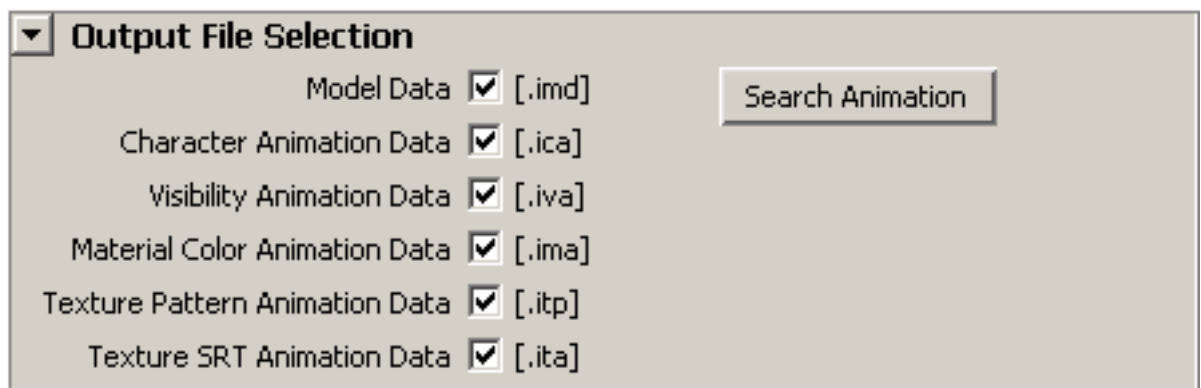 Output File Selection
Model Data [.imd] Search Animation
Character Animation Data [.ica]
Visibility Animation Data [.iva]
Material Color Animation Data [.ima]
Texture Pattern Animation Data [.itp]
Texture SRT Animation Data [.ita]